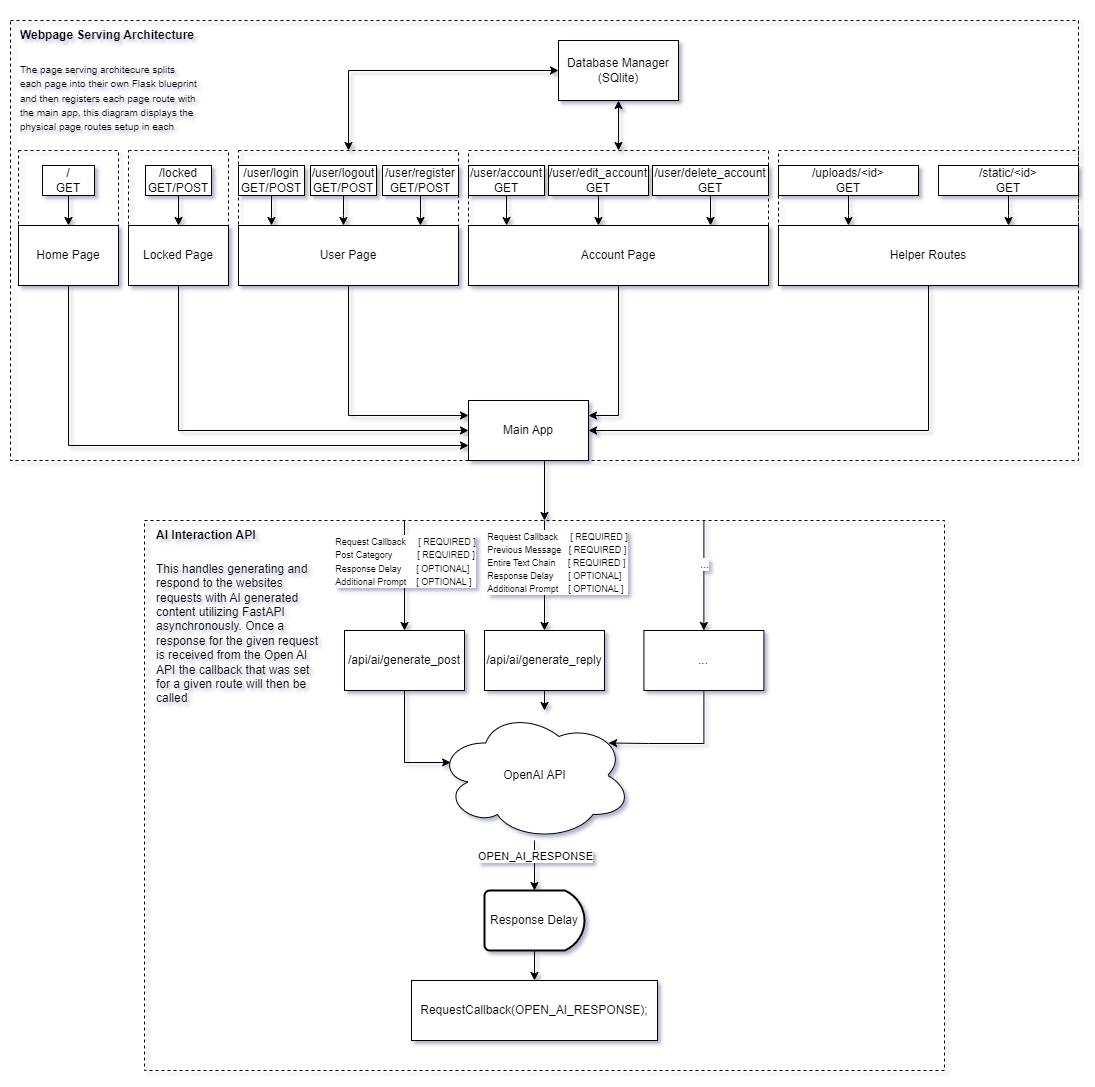 Webpage Serving Architecture
The page serving architecure splits
each page into their own Flask blueprint
and then registers each page route with
the main app, this diagram displays the
physical page routes setup in each
Database Manager
(SQlite)
/
GET
/locked
GET/POST
/user/login
GET/POST
/user/logout
GET/POST
/user/register
GET/POST
/user/account
GET
/user/edit_account
GET
/user/delete_account
GET
/uploads/<id>
GET
/static/<id>
GET
Home Page
Locked Page
User Page
Account Page
Helper Routes
Main App
AI Interaction API
This handles generating and
respond to the websites
requests with AI generated
content utilizing FastAPI
asynchronously. Once a
response for the given request
is received from the Open AI
API the callback that was set
for a given route will then be
called
Request Callback [ REQUIRED ]
Post Category [ REQUIRED ]
Response Delay [ OPTIONAL]
Additional Prompt [ OPTIONAL ]
Request Callback [ REQUIRED ]
Previous Message [ REQUIRED ]
Entire Text Chain [ REQUIRED ]
Response Delay [ OPTIONAL]
Additional Prompt [ OPTIONAL ]
...
/api/ai/generate_post
/api/ai/generate_reply
...
OpenAI API
OPEN_AI_RESPONSE
Response Delay
RequestCallback(OPEN_AI_RESPONSE);